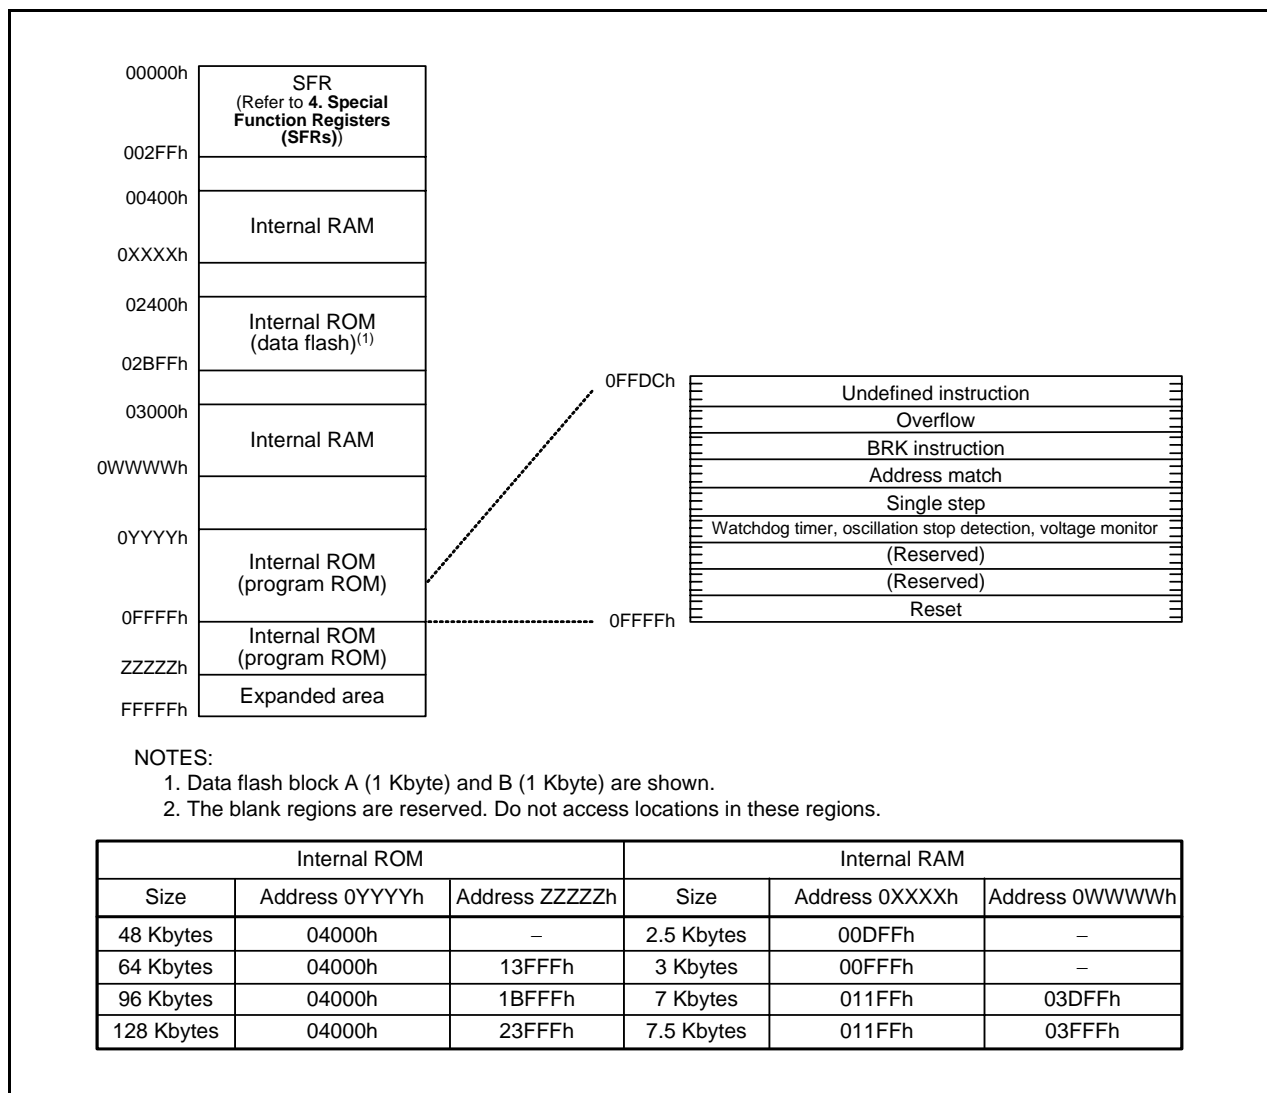 00000h
SFR
(Refer to 4. Special
Function Registers
(SFRs))
002FFh
00400h
Internal RAM
0XXXXh
02400h
Internal ROM
(data flash)(1)
02BFFh
03000h
Internal RAM
0WWWWh
0YYYYh
Internal ROM
(program ROM)
0FFFFh
Internal ROM
(program ROM)
ZZZZZh
Expanded area
FFFFFh
0FFDCh
Undefined instruction
Overflow
BRK instruction
Address match
Single step
Watchdog timer, oscillation stop detection, voltage monitor
(Reserved)
(Reserved)
Reset
0FFFFh
NOTES:
1. Data flash block A (1 Kbyte) and B (1 Kbyte) are shown.
2. The blank regions are reserved. Do not access locations in these regions.
Internal ROM Internal RAM
Size Address 0YYYYh Address ZZZZZh Size Address 0XXXXh Address 0WWWWh
48 Kbytes 04000h – 2.5 Kbytes 00DFFh –
64 Kbytes 04000h 13FFFh 3 Kbytes 00FFFh –
96 Kbytes 04000h 1BFFFh 7 Kbytes 011FFh 03DFFh
128 Kbytes 04000h 23FFFh 7.5 Kbytes 011FFh 03FFFh